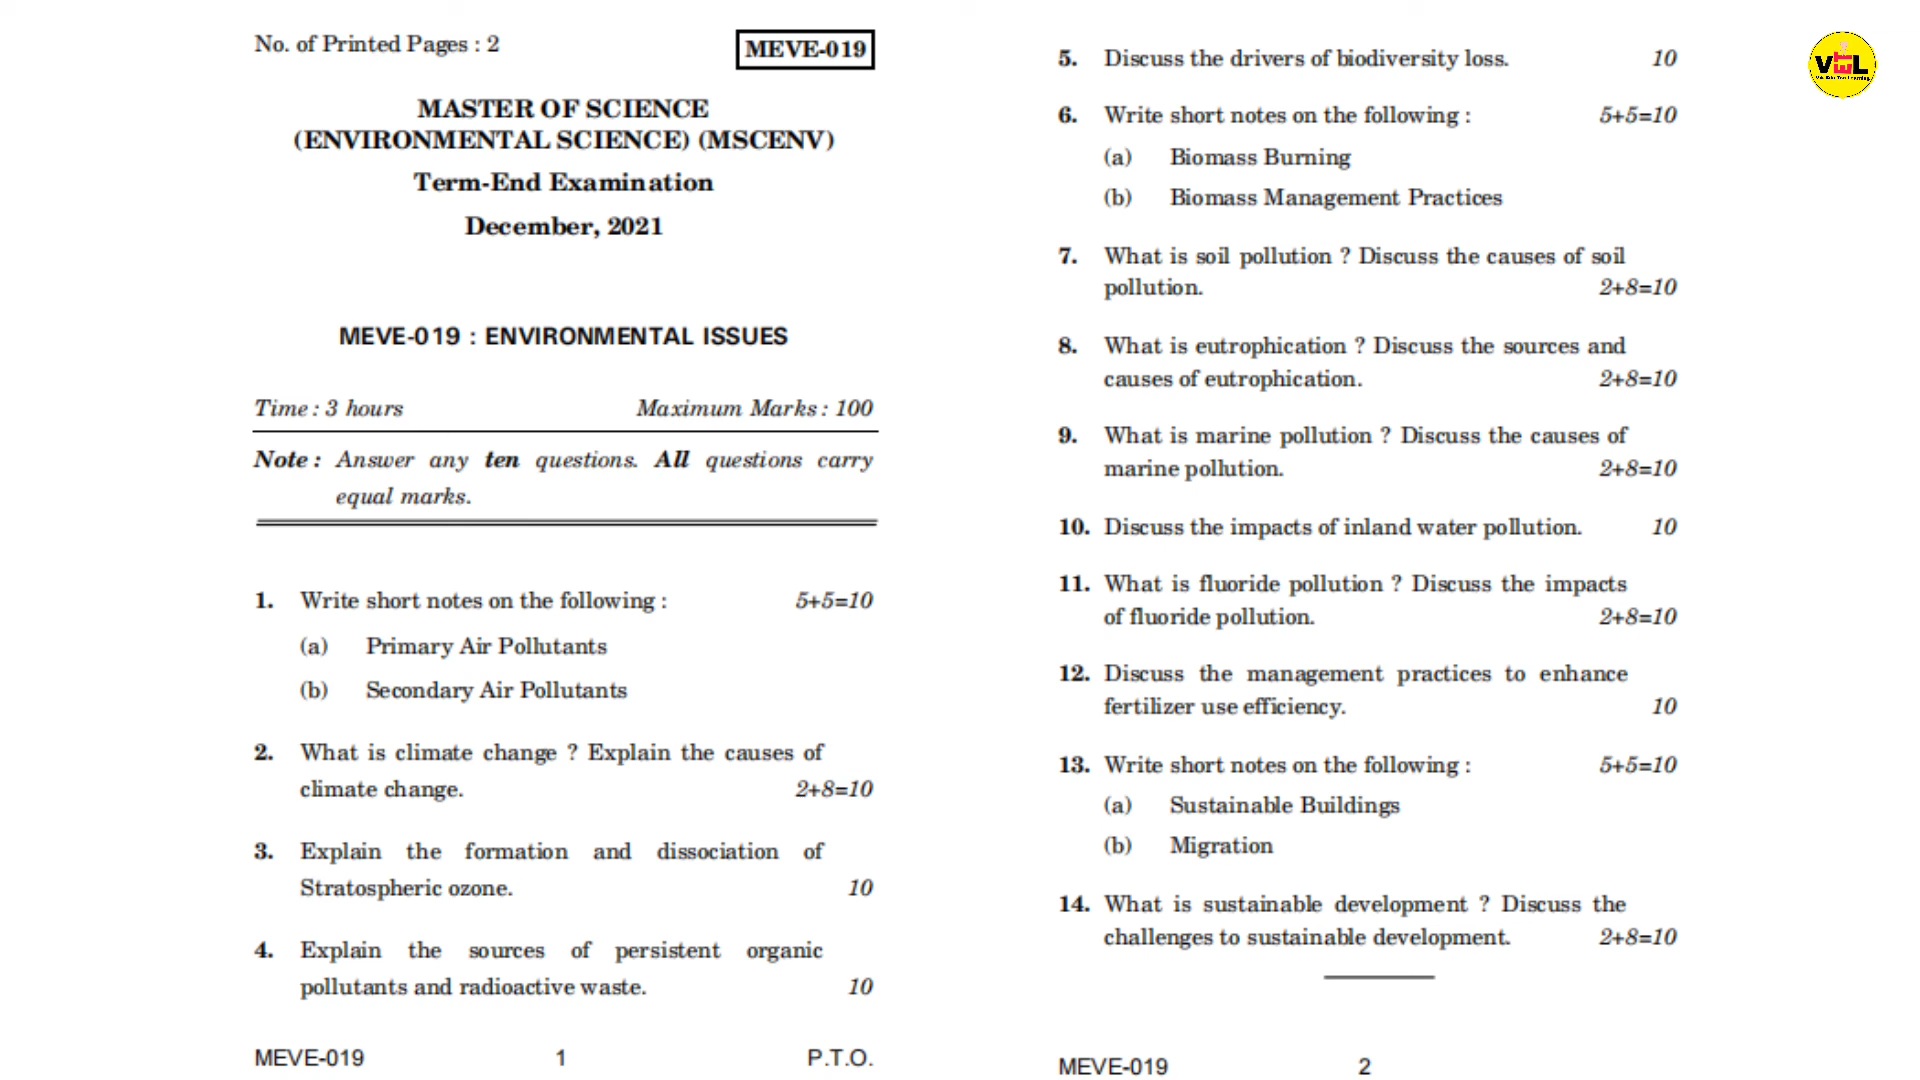 No. of Printed Pages : 2
MEVE-019
MASTER OF SCIENCE
(ENVIRONMENTAL SCIENCE) (MSCENV)
Term-End Examination
December, 2021
MEVE-019 : ENVIRONMENTAL ISSUES
Time : 3 hours Maximum Marks : 100
Note : Answer any ten questions. All questions carry
equal marks.
1. Write short notes on the following : 5+5=10
(a) Primary Air Pollutants
(b) Secondary Air Pollutants
2. What is climate change ? Explain the causes of
climate change. 2+8=10
3. Explain the formation and dissociation of
Stratospheric ozone. 10
4. Explain the sources of persistent organic
pollutants and radioactive waste. 10
MEVE-019 1 P.T.O.
5. Discuss the drivers of biodiversity loss. 10
6. Write short notes on the following : 5+5=10
(a) Biomass Burning
(b) Biomass Management Practices
7. What is soil pollution ? Discuss the causes of soil
pollution. 2+8=10
8. What is eutrophication ? Discuss the sources and
causes of eutrophication. 2+8=10
9. What is marine pollution ? Discuss the causes of
marine pollution. 2+8=10
10. Discuss the impacts of inland water pollution. 10
11. What is fluoride pollution ? Discuss the impacts
of fluoride pollution. 2+8=10
12. Discuss the management practices to enhance
fertilizer use efficiency. 10
13. Write short notes on the following : 5+5=10
(a) Sustainable Buildings
(b) Migration
14. What is sustainable development ? Discuss the
challenges to sustainable development. 2+8=10
MEVE-019 2
VEL